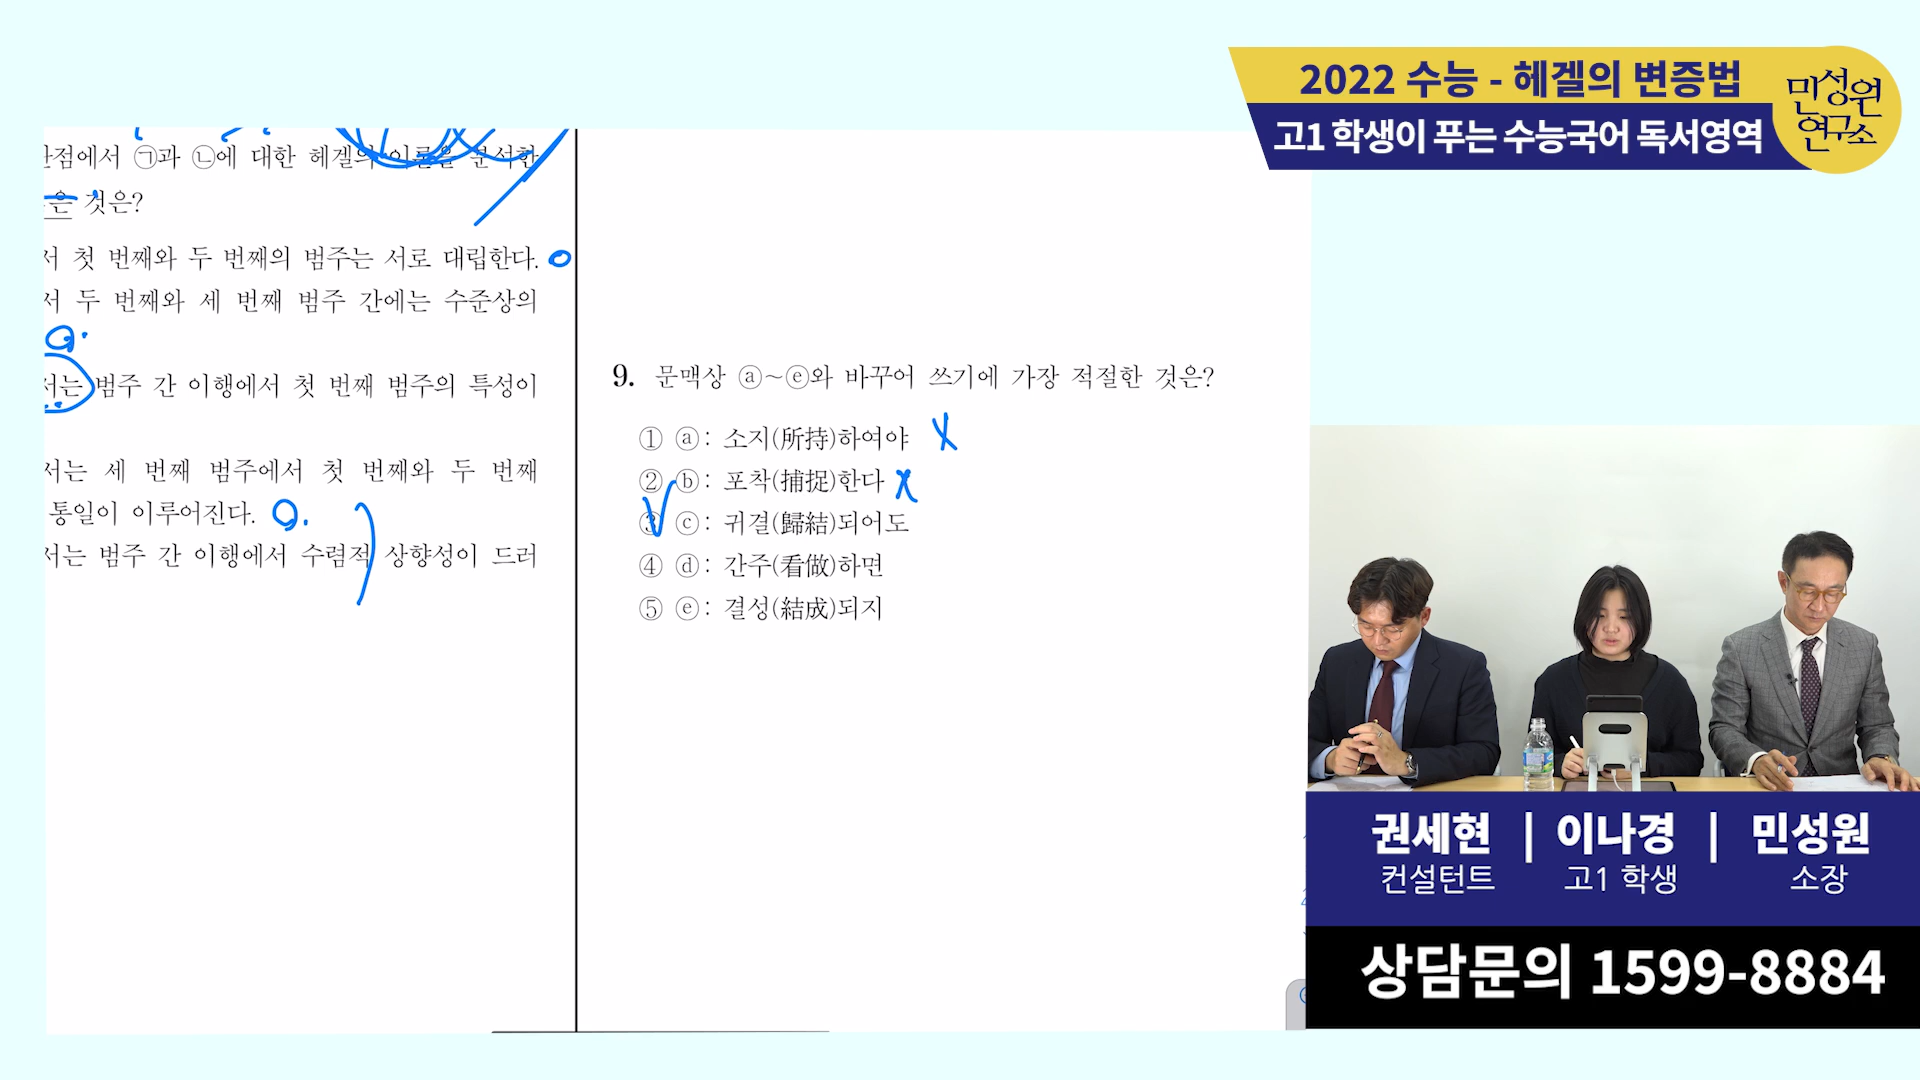 2022 수능 - 헤겔의 변증법
고1 학생이 푸는 수능국어 독서영역
민성원
연구소
관점에서 ㉠과 ㉡에 대한 헤겔의 이론을 분석한
은 것은?
서 첫 번째와 두 번째의 범주는 서로 대립한다.
서 두 번째와 세 번째 범주 간에는 수준상의
서는 범주 간 이행에서 첫 번째 범주의 특성이
서는 세 번째 범주에서 첫 번째와 두 번째
통일이 이루어진다.
서는 범주 간 이행에서 수렴적 상향성이 드러
9. 문맥상 ⓐ~ⓔ와 바꾸어 쓰기에 가장 적절한 것은?
① ⓐ: 소지(所持)하여야
② ⓑ: 포착(捕捉)한다
③ ⓒ: 귀결(歸結)되어도
④ ⓓ: 간주(看做)하면
⑤ ⓔ: 결성(結成)되지
권세현 | 이나경 | 민성원
컨설턴트 고1 학생 소장
상담문의 1599-8884